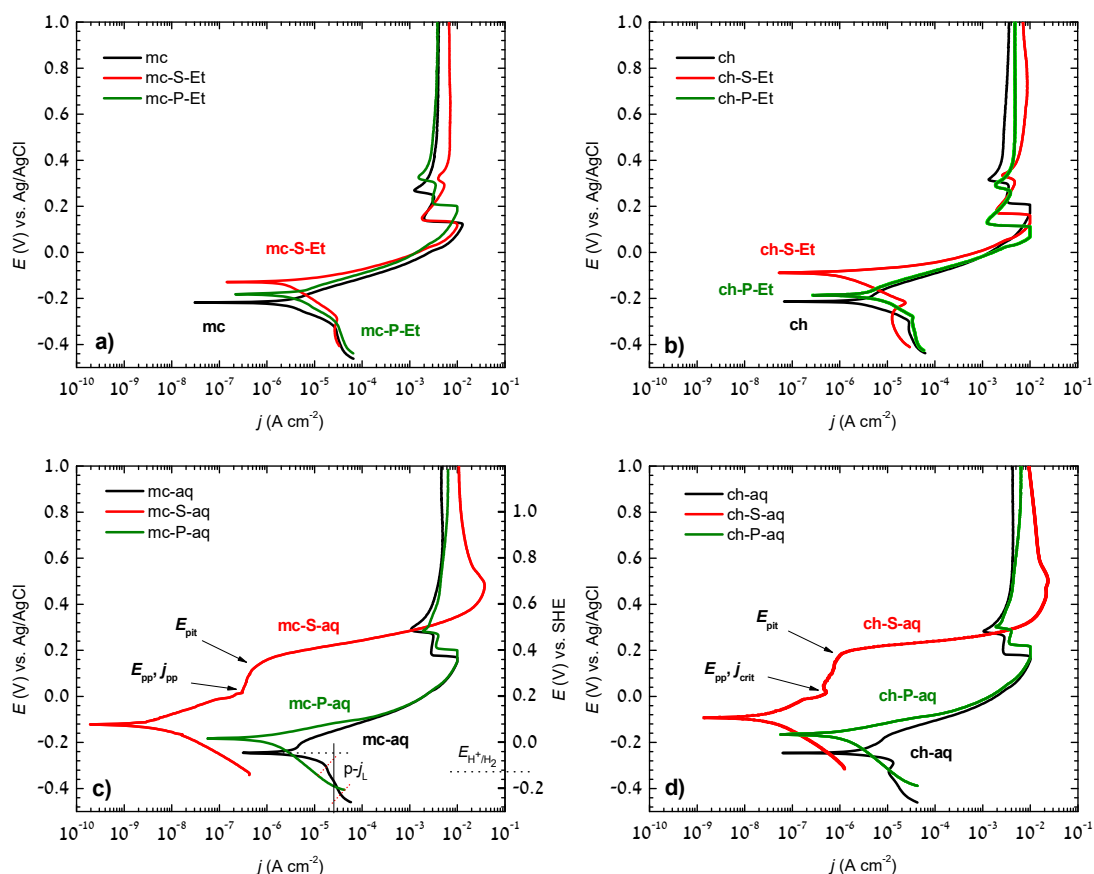 1.0
0.8
0.6
0.4
0.2
0.0
-0.2
-0.4
E (V) vs. Ag/AgCl
mc
mc-S-Et
mc-P-Et
mc-S-Et
mc
mc-P-Et
a)
10⁻¹⁰ 10⁻⁹ 10⁻⁸ 10⁻⁷ 10⁻⁶ 10⁻⁵ 10⁻⁴ 10⁻³ 10⁻² 10⁻¹
j (A cm⁻²)
1.0
0.8
0.6
0.4
0.2
0.0
-0.2
-0.4
E (V) vs. Ag/AgCl
ch
ch-S-Et
ch-P-Et
ch-S-Et
ch-P-Et
ch
b)
10⁻¹⁰ 10⁻⁹ 10⁻⁸ 10⁻⁷ 10⁻⁶ 10⁻⁵ 10⁻⁴ 10⁻³ 10⁻² 10⁻¹
j (A cm⁻²)
1.0
0.8
0.6
0.4
0.2
0.0
-0.2
-0.4
E (V) vs. Ag/AgCl
mc-aq
mc-S-aq
mc-P-aq
E_pit
mc-S-aq
E_pp, j_pp
mc-P-aq
mc-aq
p-j_L
E_H⁺/H₂
c)
1.0
0.8
0.6
0.4
0.2
0.0
-0.2
E (V) vs. SHE
10⁻¹⁰ 10⁻⁹ 10⁻⁸ 10⁻⁷ 10⁻⁶ 10⁻⁵ 10⁻⁴ 10⁻³ 10⁻² 10⁻¹
j (A cm⁻²)
1.0
0.8
0.6
0.4
0.2
0.0
-0.2
-0.4
E (V) vs. Ag/AgCl
ch-aq
ch-S-aq
ch-P-aq
E_pit
ch-S-aq
E_pp, j_crit
ch-P-aq
ch-aq
d)
10⁻¹⁰ 10⁻⁹ 10⁻⁸ 10⁻⁷ 10⁻⁶ 10⁻⁵ 10⁻⁴ 10⁻³ 10⁻² 10⁻¹
j (A cm⁻²)